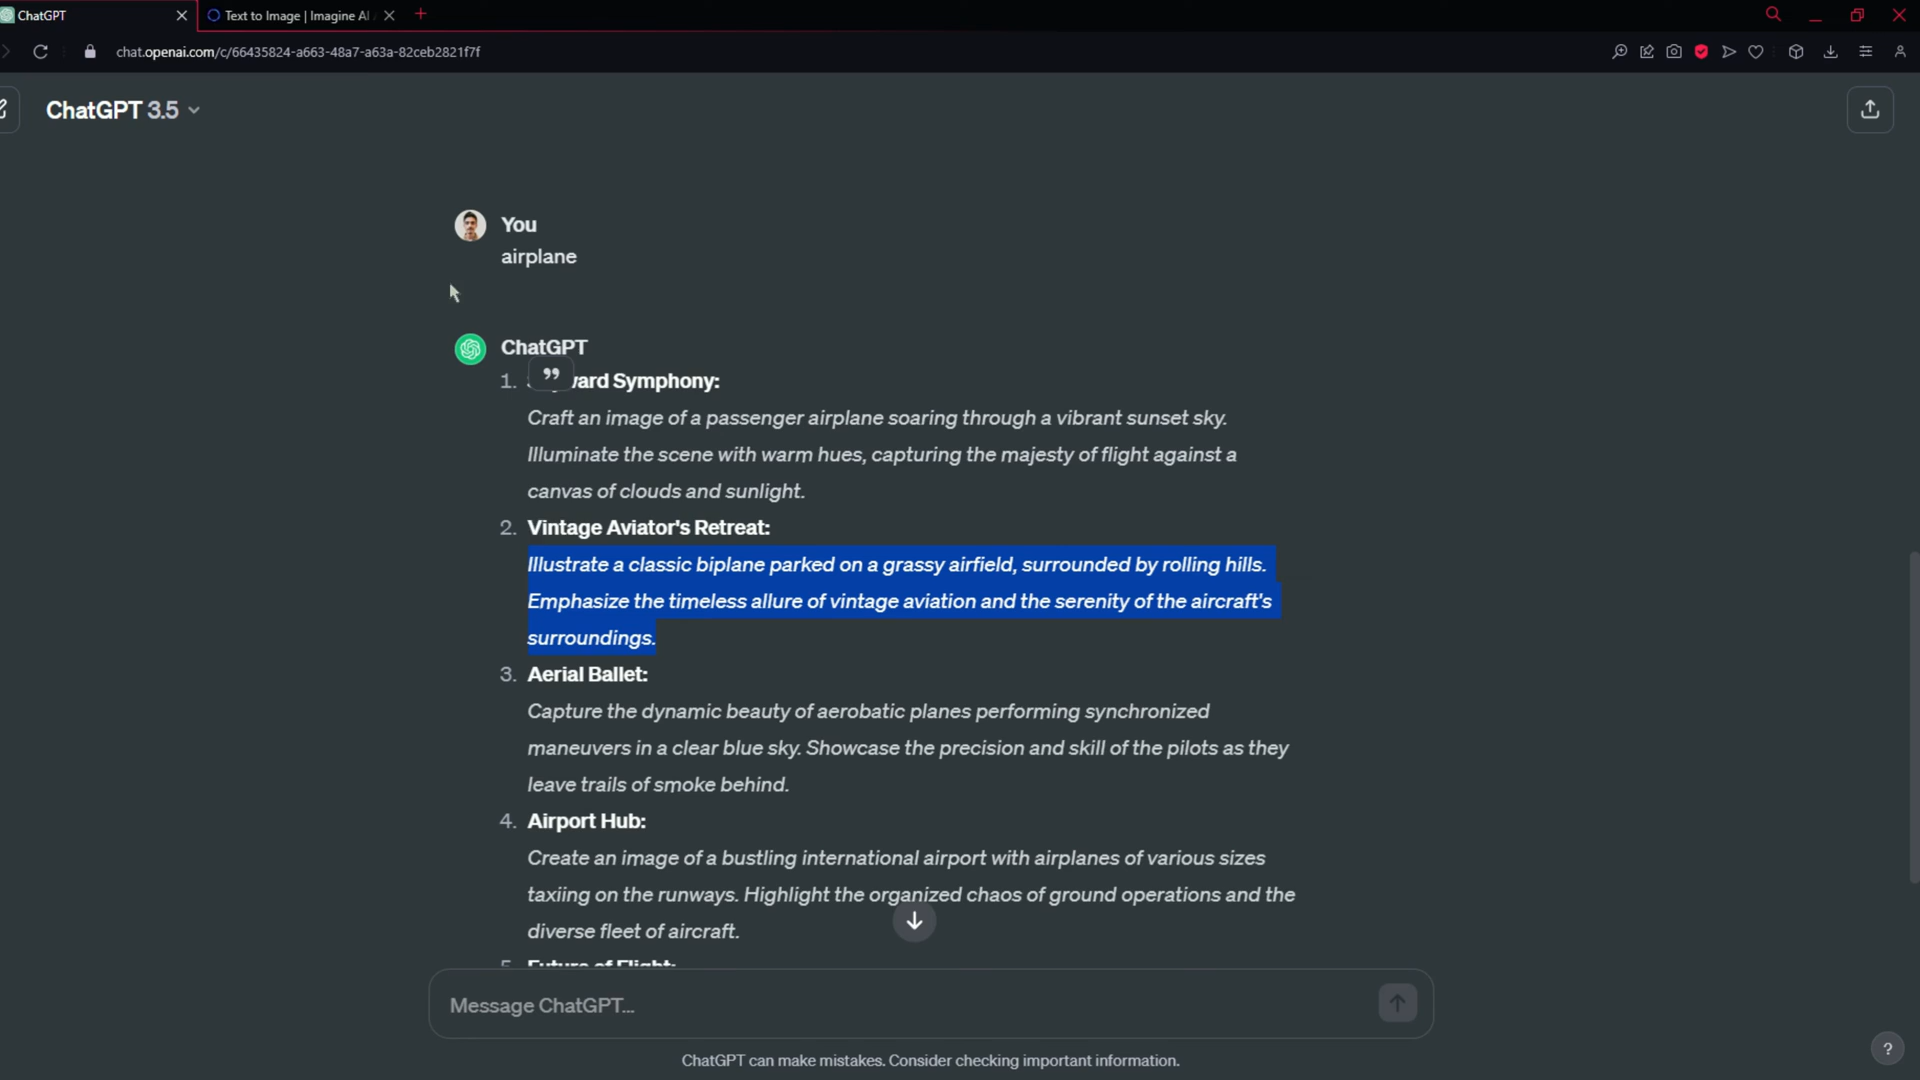 ChatGPT
Text to Image | Imagine AI
chat.openai.com/c/66435824-a663-48a7-a63a-82ceb2821f7f
ChatGPT 3.5
You
airplane
ChatGPT
1. ward Symphony:
Craft an image of a passenger airplane soaring through a vibrant sunset sky.
Illuminate the scene with warm hues, capturing the majesty of flight against a
canvas of clouds and sunlight.
2. Vintage Aviator's Retreat:
Illustrate a classic biplane parked on a grassy airfield, surrounded by rolling hills.
Emphasize the timeless allure of vintage aviation and the serenity of the aircraft's
surroundings.
3. Aerial Ballet:
Capture the dynamic beauty of aerobatic planes performing synchronized
maneuvers in a clear blue sky. Showcase the precision and skill of the pilots as they
leave trails of smoke behind.
4. Airport Hub:
Create an image of a bustling international airport with airplanes of various sizes
taxiing on the runways. Highlight the organized chaos of ground operations and the
diverse fleet of aircraft.
5. Future of Flight:
Message ChatGPT...
ChatGPT can make mistakes. Consider checking important information.
?